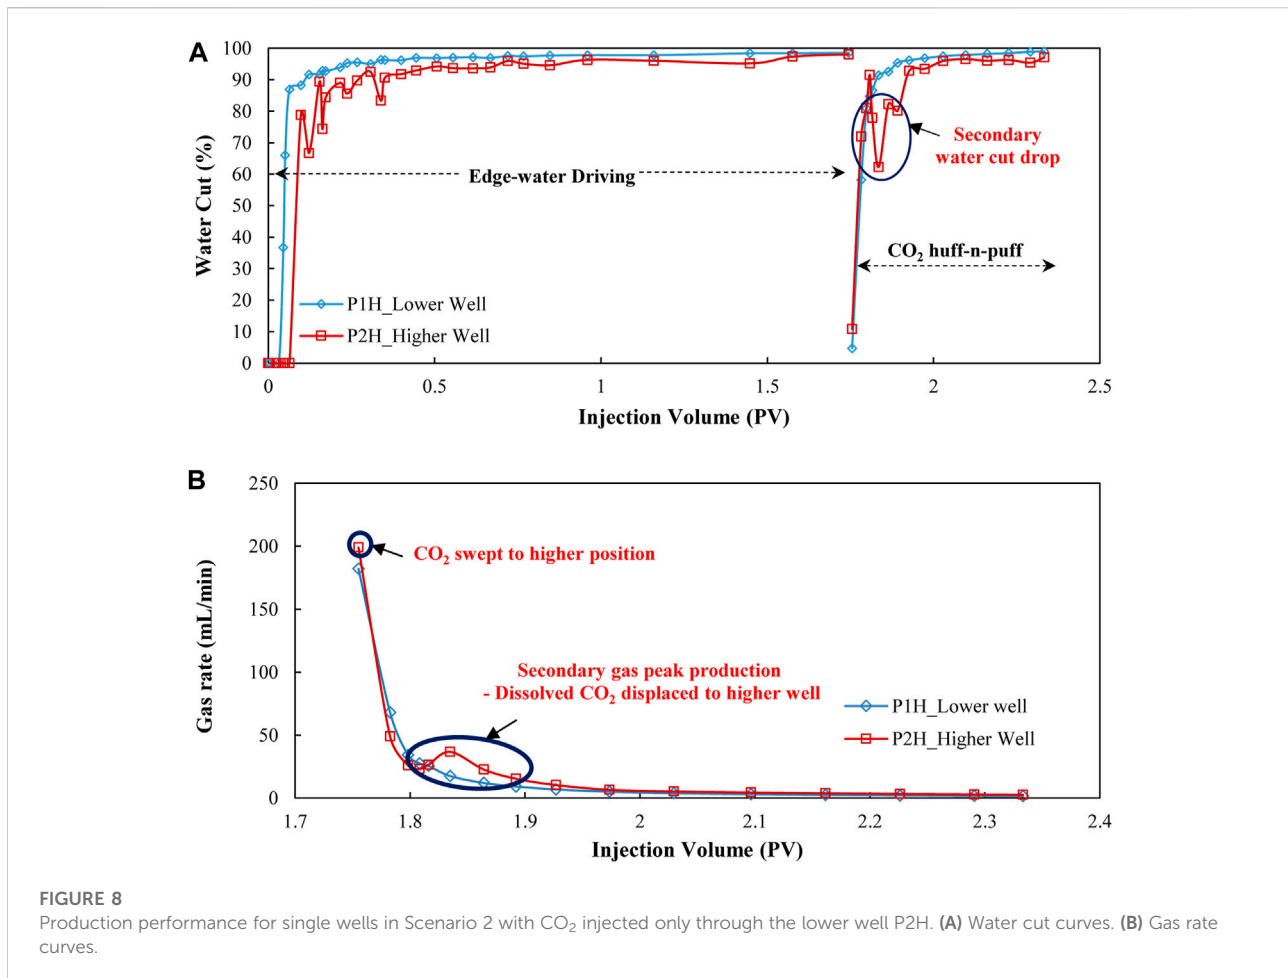 A
100
90
80
70
60
50
40
30
20
10
0
Water Cut (%)
Edge-water Driving
Secondary
water cut drop
CO2 huff-n-puff
P1H_Lower Well
P2H_Higher Well
0
0.5
1
1.5
2
2.5
Injection Volume (PV)
B
250
200
150
100
50
0
Gas rate (mL/min)
CO2 swept to higher position
Secondary gas peak production
- Dissolved CO2 displaced to higher well
P1H_Lower well
P2H_Higher Well
1.7
1.8
1.9
2
2.1
2.2
2.3
2.4
Injection Volume (PV)
FIGURE 8
Production performance for single wells in Scenario 2 with CO2 injected only through the lower well P2H. (A) Water cut curves. (B) Gas rate
curves.